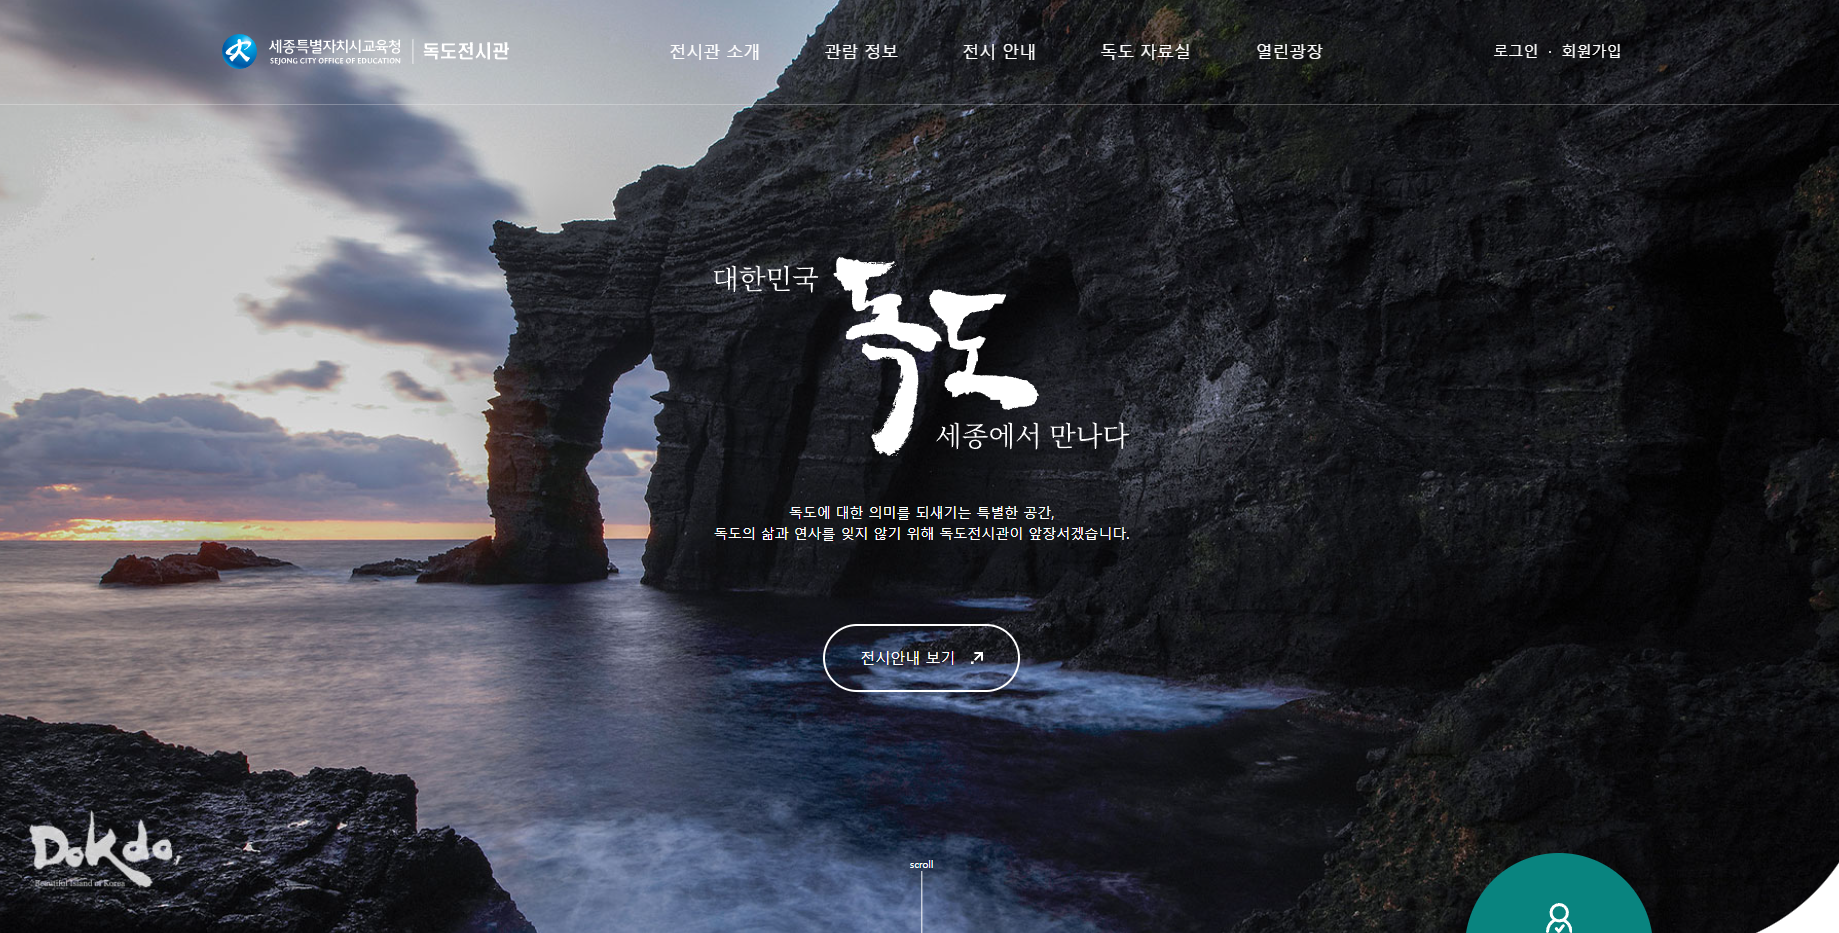 세종특별자치시교육청
SEJONG CITY OFFICE OF EDUCATION
독도전시관
전시관 소개
관람 정보
전시 안내
독도 자료실
열린광장
로그인 · 회원가입
대한민국
독도
세종에서 만나다
독도에 대한 의미를 되새기는 특별한 공간,
독도의 삶과 연사를 잊지 않기 위해 독도전시관이 앞장서겠습니다.
전시안내 보기
Dokdo,
Beautiful Island of Korea
scroll